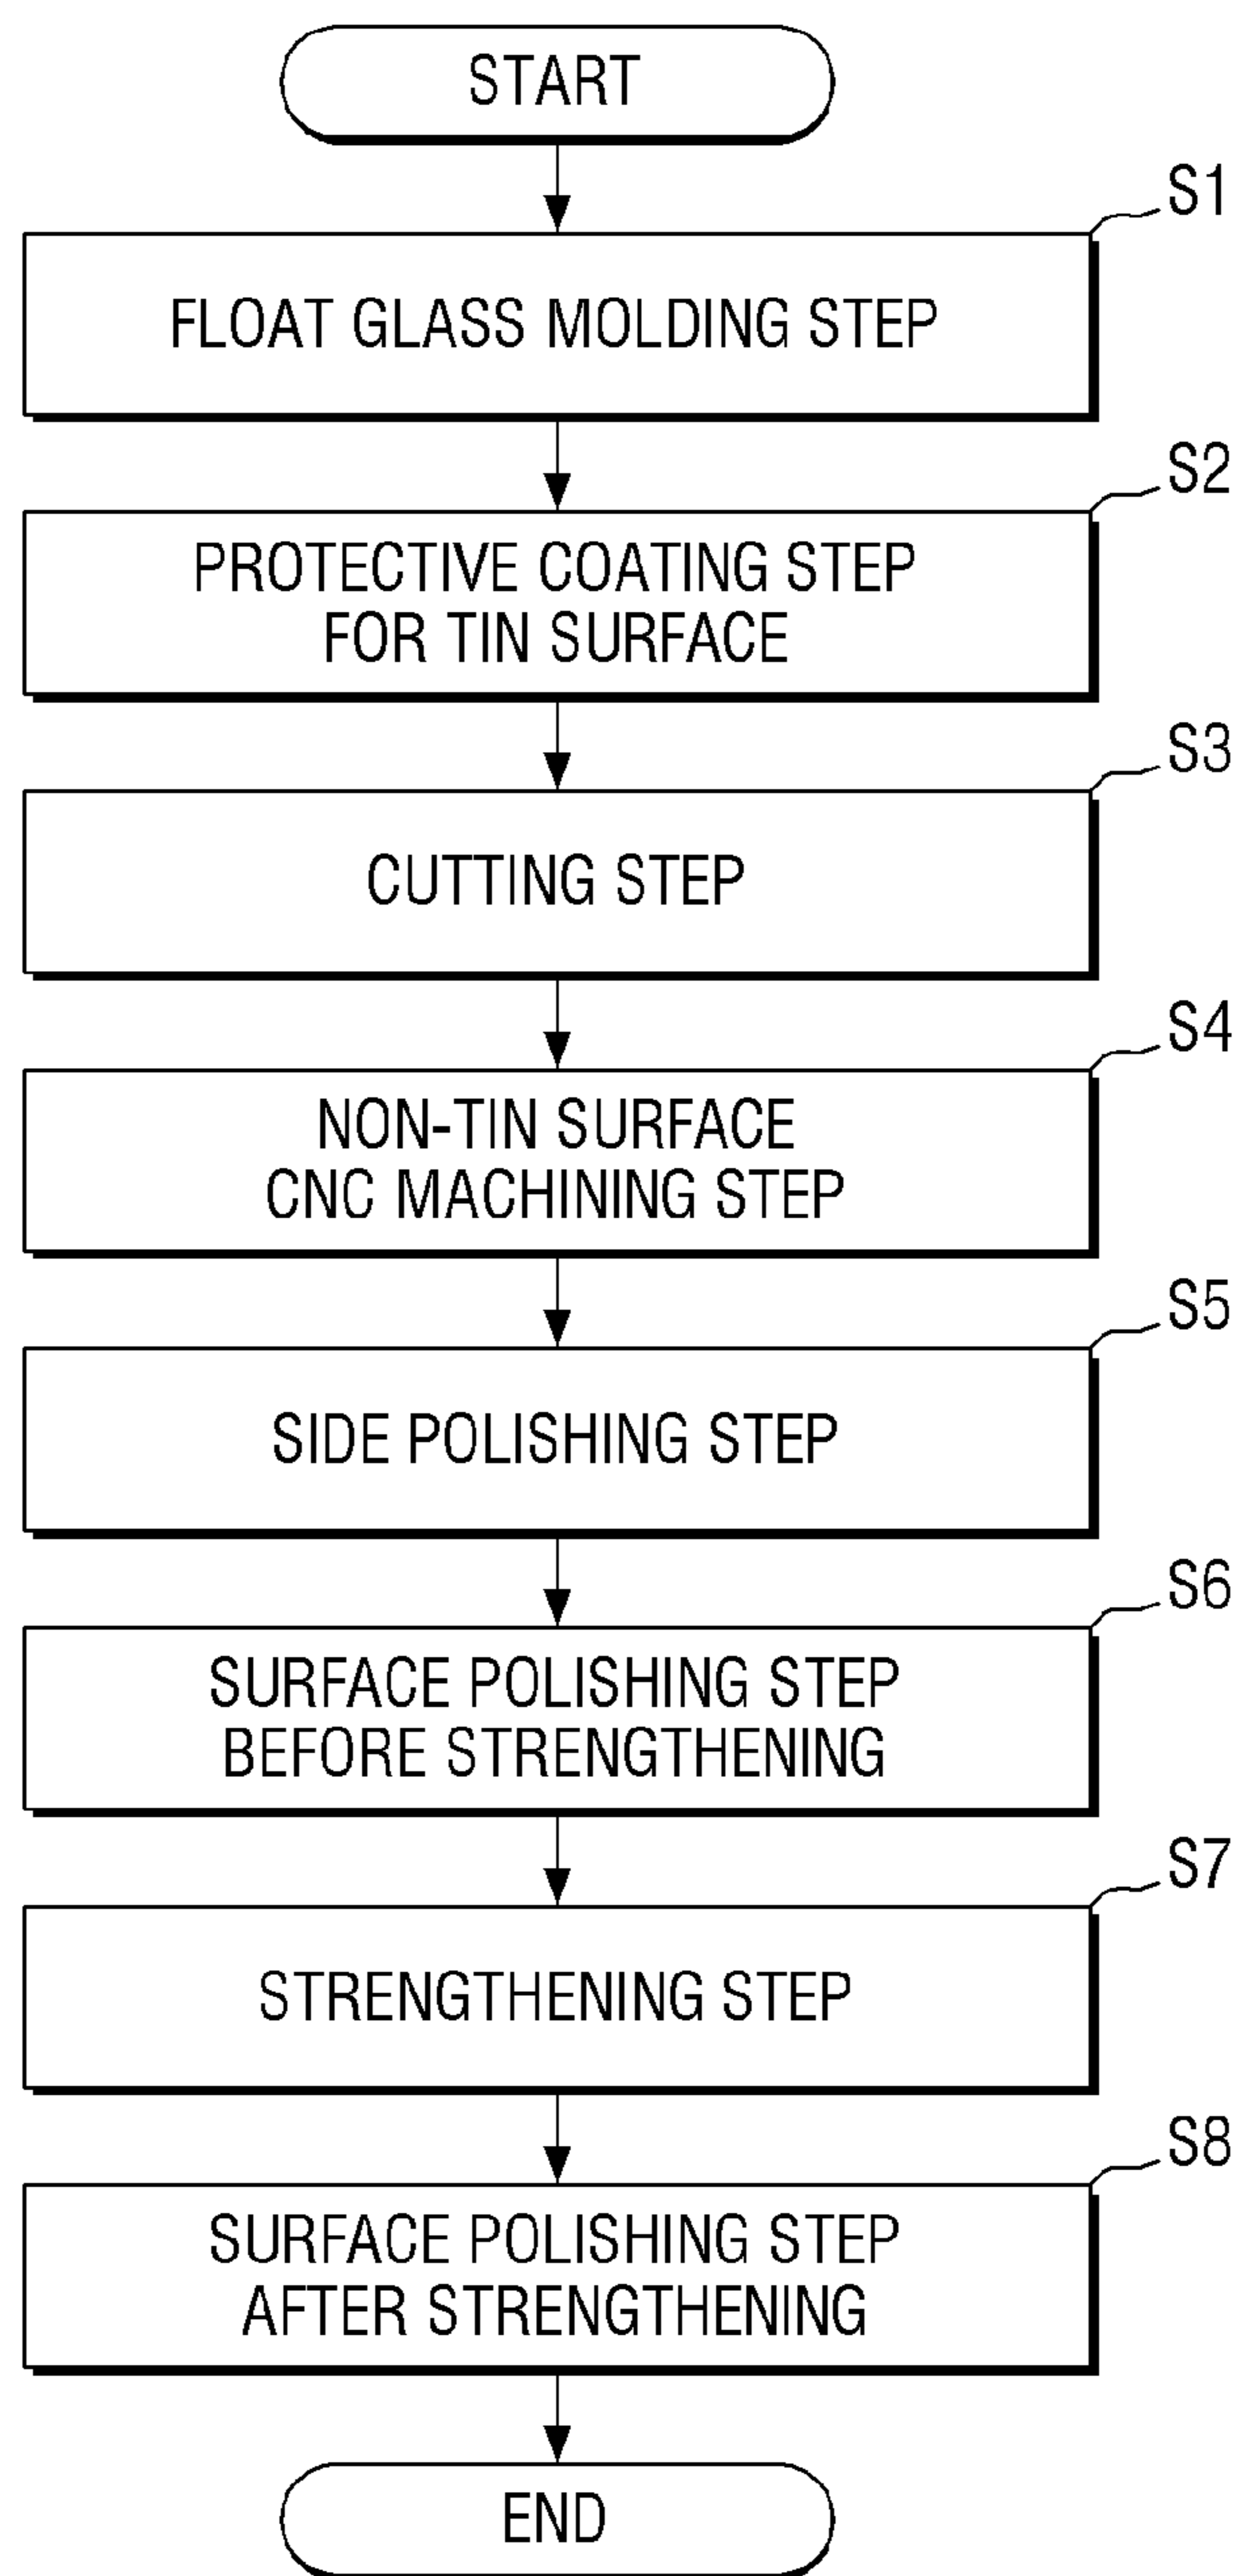 START
S1
FLOAT GLASS MOLDING STEP
S2
PROTECTIVE COATING STEP
FOR TIN SURFACE
S3
CUTTING STEP
S4
NON-TIN SURFACE
CNC MACHINING STEP
S5
SIDE POLISHING STEP
S6
SURFACE POLISHING STEP
BEFORE STRENGTHENING
S7
STRENGTHENING STEP
S8
SURFACE POLISHING STEP
AFTER STRENGTHENING
END